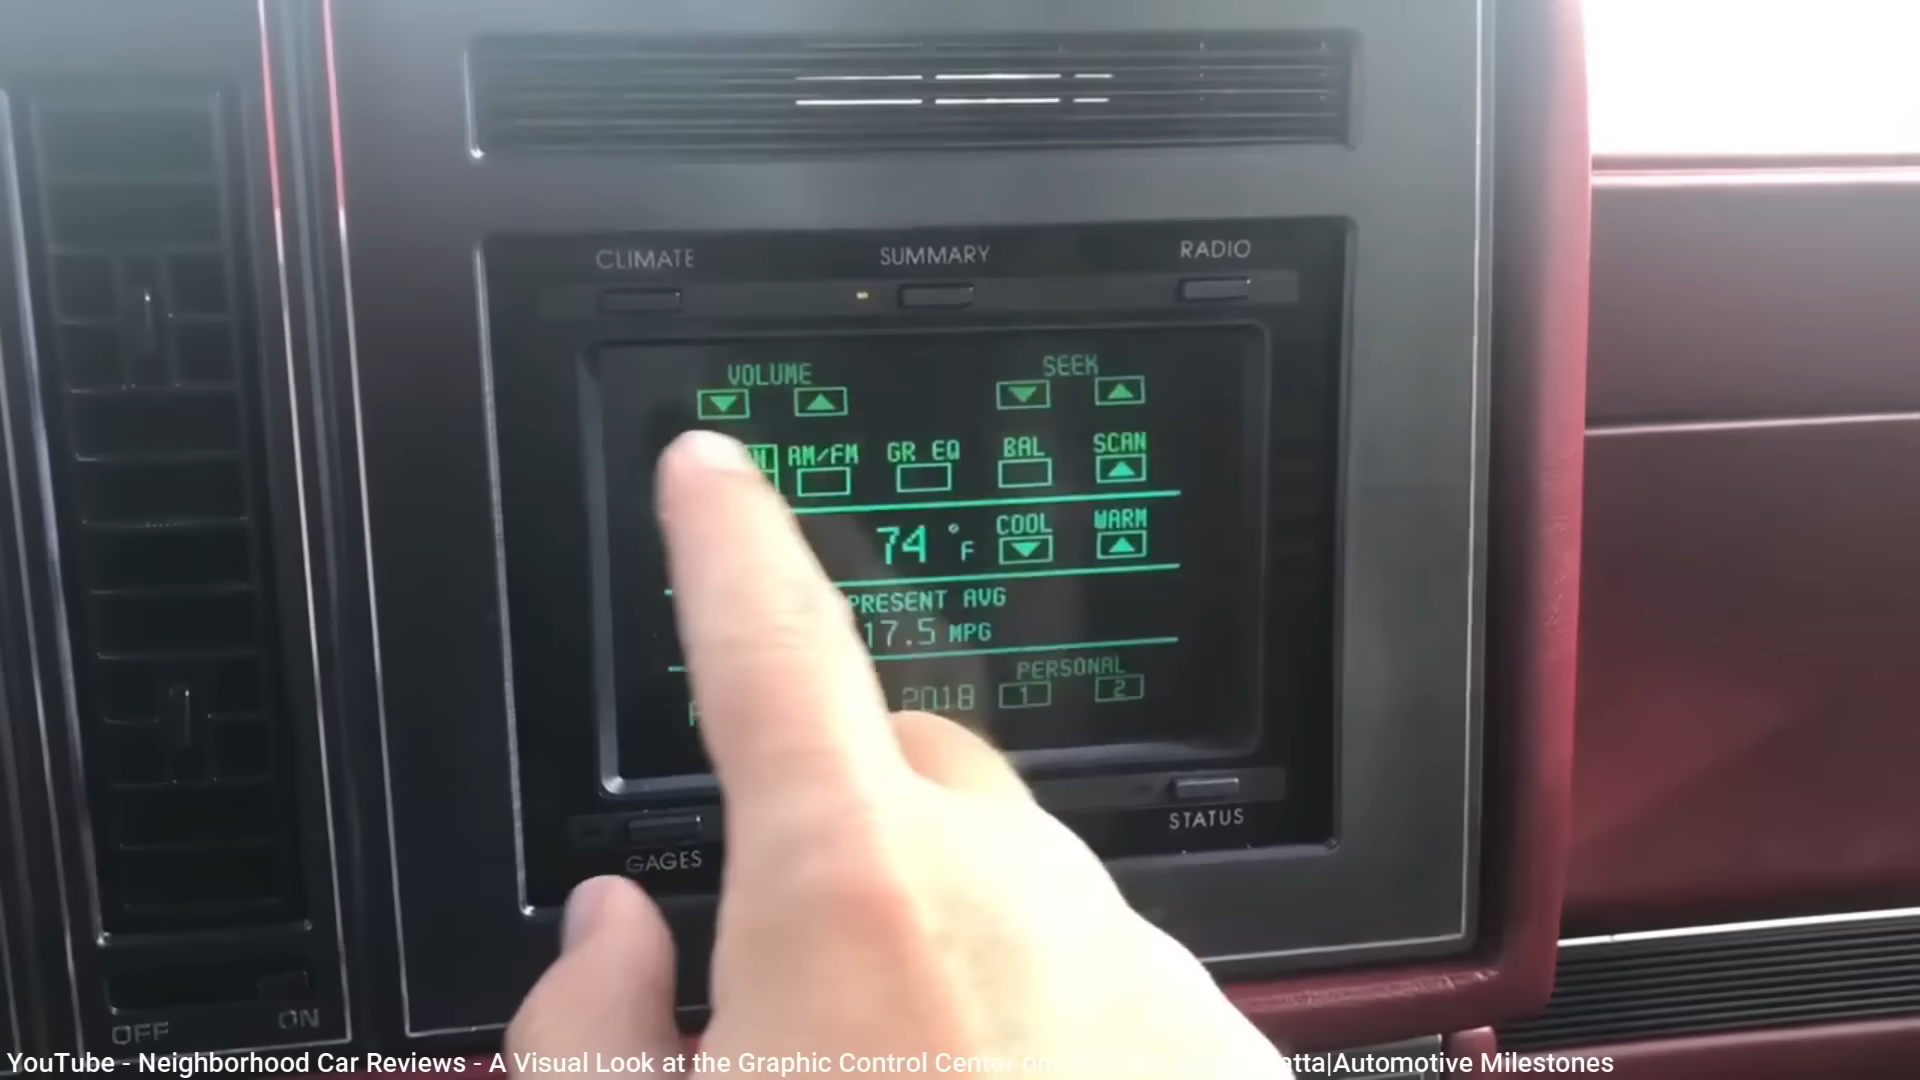 CLIMATE SUMMARY RADIO
VOLUME SEEK
AM/FM GR EQ BAL SCAN
74 °F COOL WARM
PRESENT AVG
17.5 MPG
PERSONAL
2018 1 2
GAGES STATUS
OFF ON
YouTube - Neighborhood Car Reviews - A Visual Look at the Graphic Control Center on atta|Automotive Milestones